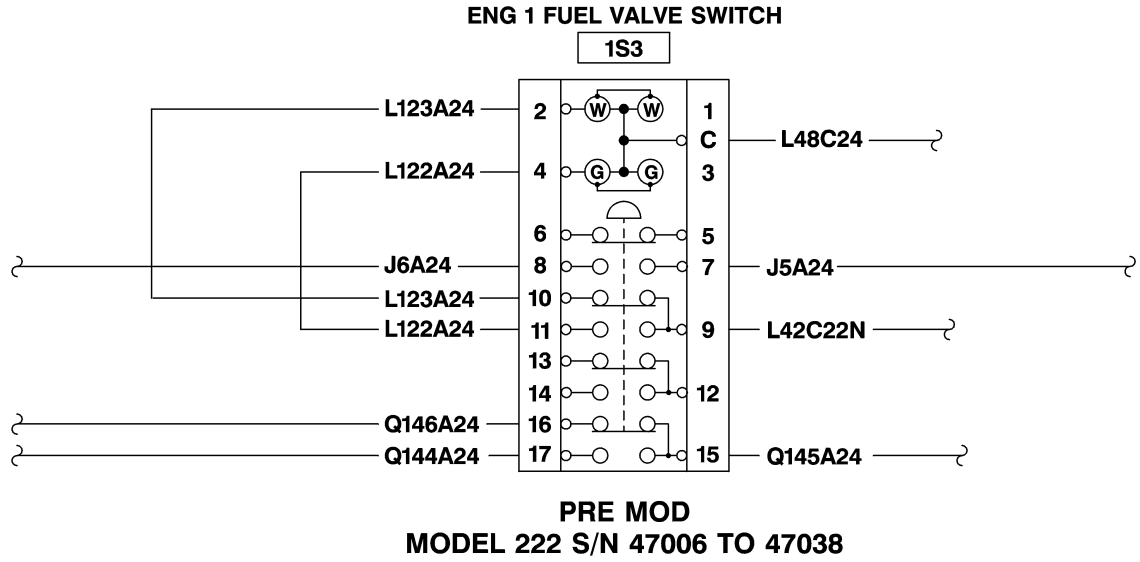 ENG 1 FUEL VALVE SWITCH
1S3
L123A24 2 W W 1
C L48C24
L122A24 4 G G 3
6 5
J6A24 8 7 J5A24
L123A24 10
L122A24 11 9 L42C22N
13
14 12
Q146A24 16
Q144A24 17 15 Q145A24
PRE MOD
MODEL 222 S/N 47006 TO 47038